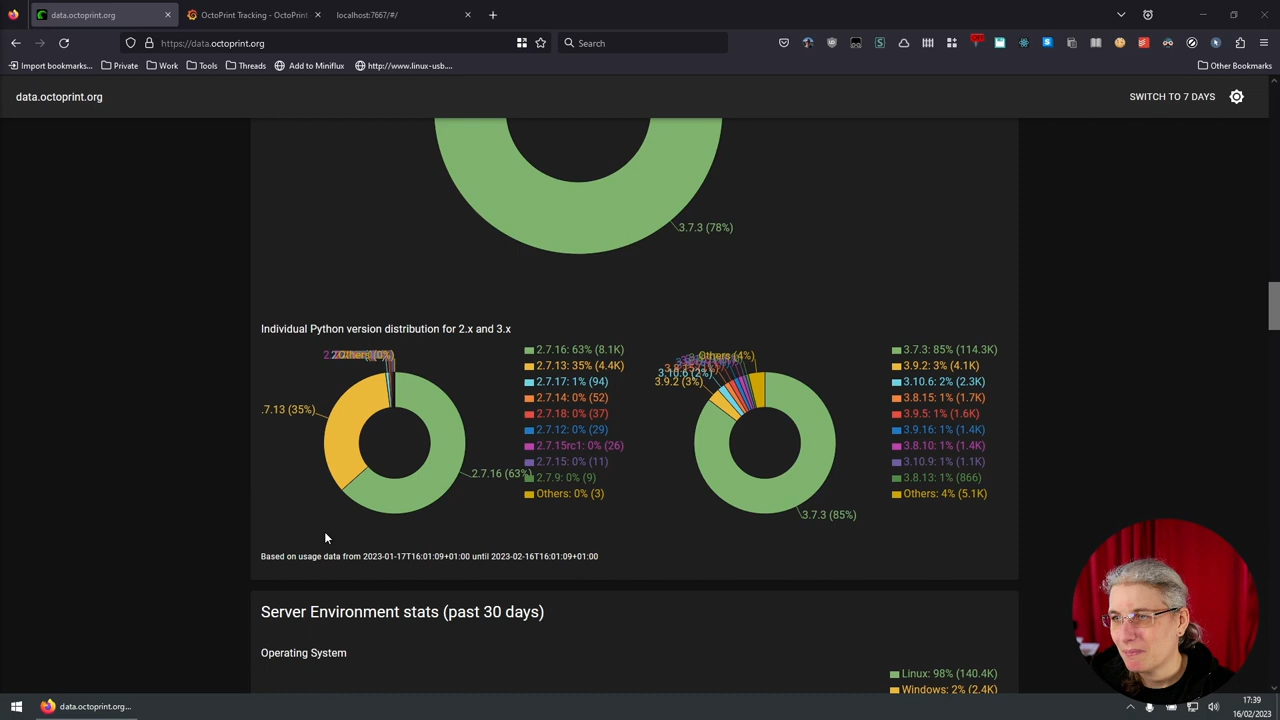 data.octoprint.org
OctoPrint Tracking - OctoPrint
localhost:7667/#/
https://data.octoprint.org
Search
Import bookmarks...
Private
Work
Tools
Threads
Add to Miniflux
http://www.linux-usb....
Other Bookmarks
data.octoprint.org
SWITCH TO 7 DAYS
3.7.3 (78%)
Individual Python version distribution for 2.x and 3.x
Others (0%)
.7.13 (35%)
2.7.16 (63%)
2.7.16: 63% (8.1K)
2.7.13: 35% (4.4K)
2.7.17: 1% (94)
2.7.14: 0% (52)
2.7.18: 0% (37)
2.7.12: 0% (29)
2.7.15rc1: 0% (26)
2.7.15: 0% (11)
2.7.9: 0% (9)
Others: 0% (3)
Others (4%)
3.10.6 (2%)
3.9.2 (3%)
3.7.3 (85%)
3.7.3: 85% (114.3K)
3.9.2: 3% (4.1K)
3.10.6: 2% (2.3K)
3.8.15: 1% (1.7K)
3.9.5: 1% (1.6K)
3.9.16: 1% (1.4K)
3.8.10: 1% (1.4K)
3.10.9: 1% (1.1K)
3.8.13: 1% (866)
Others: 4% (5.1K)
Based on usage data from 2023-01-17T16:01:09+01:00 until 2023-02-16T16:01:09+01:00
Server Environment stats (past 30 days)
Operating System
Linux: 98% (140.4K)
Windows: 2% (2.4K)
data.octoprint.org...
17:39
16/02/2023